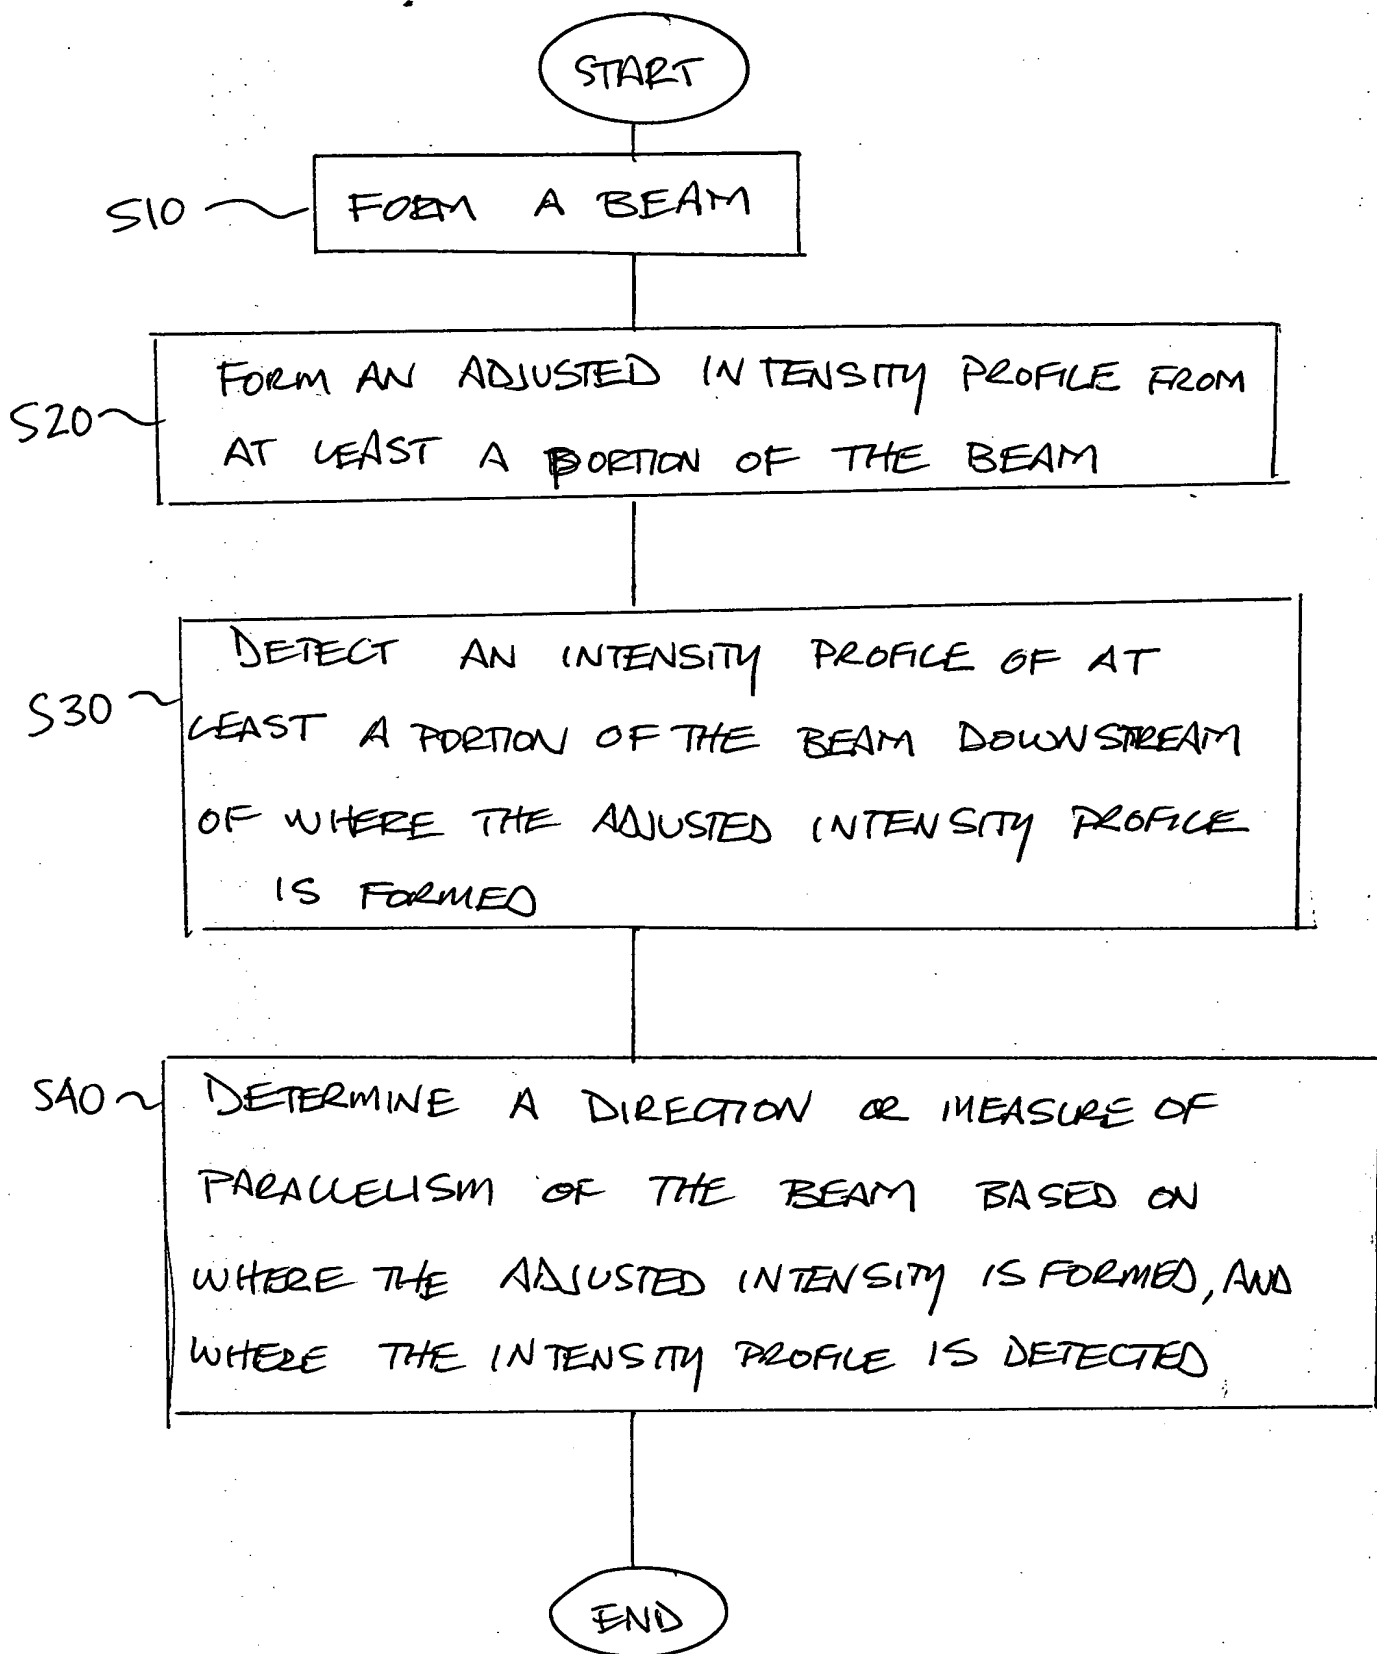 START
S10
FORM A BEAM
S20
FORM AN ADJUSTED INTENSITY PROFILE FROM
AT LEAST A PORTION OF THE BEAM
S30
DETECT AN INTENSITY PROFILE OF AT
LEAST A PORTION OF THE BEAM DOWNSTREAM
OF WHERE THE ADJUSTED INTENSITY PROFILE
IS FORMED
S40
DETERMINE A DIRECTION OR MEASURE OF
PARALLELISM OF THE BEAM BASED ON
WHERE THE ADJUSTED INTENSITY IS FORMED, AND
WHERE THE INTENSITY PROFILE IS DETECTED
END